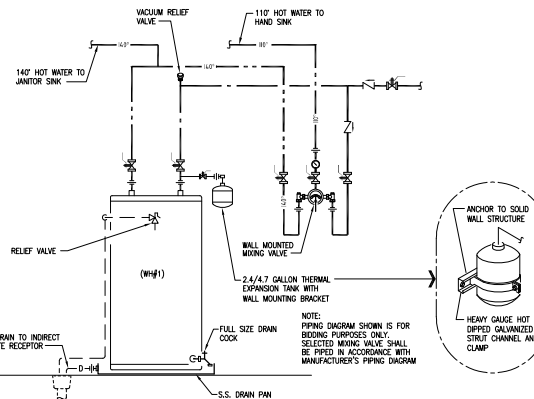 VACUUM RELIEF
VALVE
110° HOT WATER TO
HAND SINK
140°
110°
140° HOT WATER TO
JANITOR SINK
140°
110°
140°
RELIEF VALVE
(WH#1)
WALL MOUNTED
MIXING VALVE
2.4/4.7 GALLON THERMAL
EXPANSION TANK WITH
WALL MOUNTING BRACKET
ANCHOR TO SOLID
WALL STRUCTURE
HEAVY GAUGE HOT
DIPPED GALVANIZED
STRUT CHANNEL AN
CLAMP
NOTE:
PIPING DIAGRAM SHOWN IS FOR
BIDDING PURPOSES ONLY.
SELECTED MIXING VALVE SHALL
BE PIPED IN ACCORDANCE WITH
MANUFACTURER'S PIPING DIAGRAM
FULL SIZE DRAIN
COCK
RAIN TO INDIRECT
TE RECEPTOR
D
S.S. DRAIN PAN